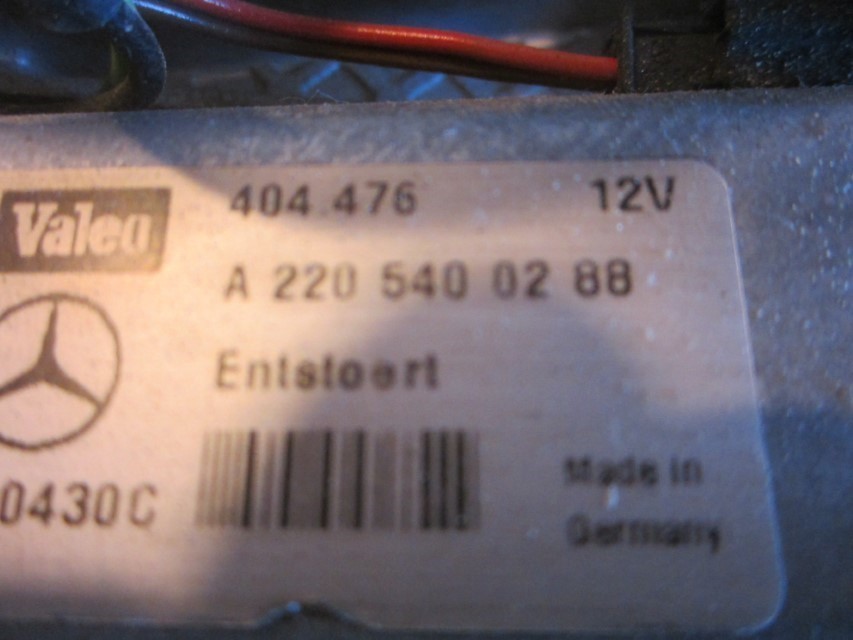 Valeo 404.476 12V
A 220 540 02 88
Entstoert
0430C
Made in
Germany